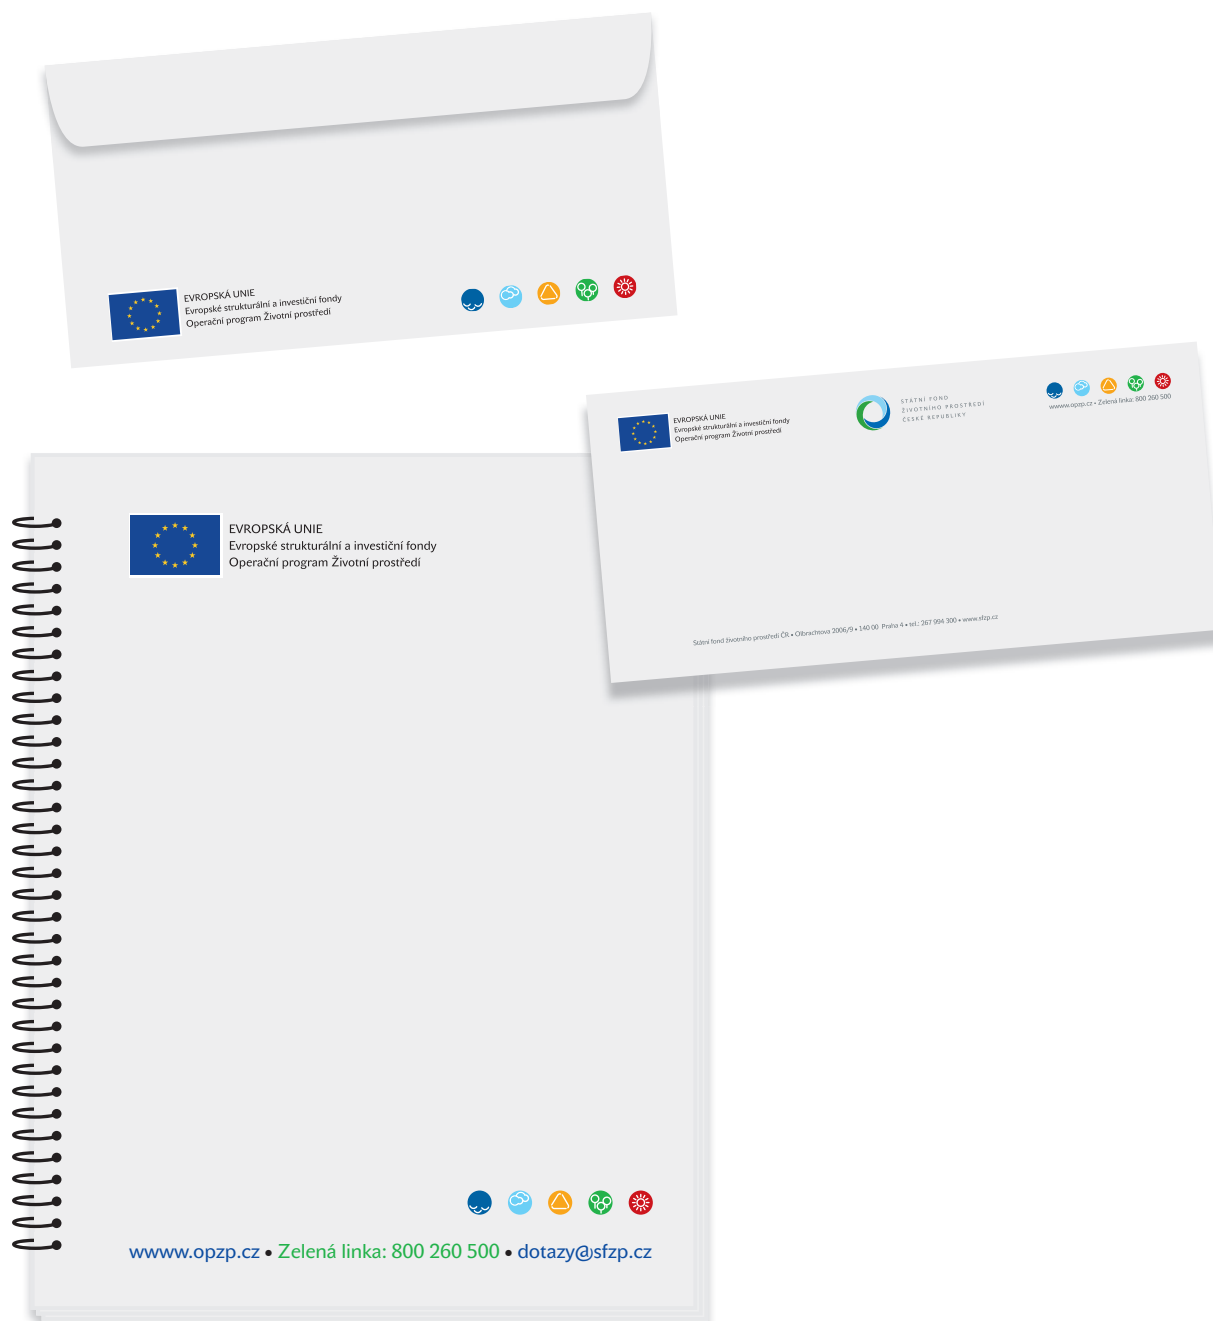 EVROPSKÁ UNIE
Evropské strukturální a investiční fondy
Operační program Životní prostředí
EVROPSKÁ UNIE
Evropské strukturální a investiční fondy
Operační program Životní prostředí
STÁTNÍ FOND
ŽIVOTNÍHO PROSTŘEDÍ
ČESKÉ REPUBLIKY
wwwww.opzp.cz • Zelená linka: 800 260 500
Státní fond životního prostředí ČR • Olbrachtova 2006/9 • 140 00 Praha 4 • tel.: 267 994 300 • www.sfzp.cz
EVROPSKÁ UNIE
Evropské strukturální a investiční fondy
Operační program Životní prostředí
wwww.opzp.cz • Zelená linka: 800 260 500 • dotazy@sfzp.cz